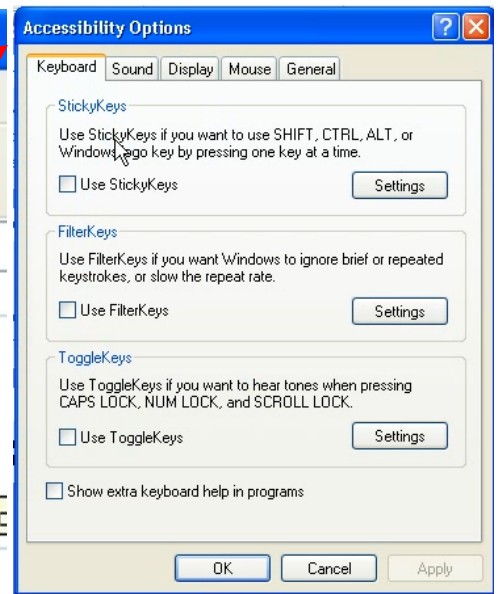 Accessibility Options
Keyboard Sound Display Mouse General
StickyKeys
Use StickyKeys if you want to use SHIFT, CTRL, ALT, or
Windows logo key by pressing one key at a time.
Use StickyKeys
Settings
FilterKeys
Use FilterKeys if you want Windows to ignore brief or repeated
keystrokes, or slow the repeat rate.
Use FilterKeys
Settings
ToggleKeys
Use ToggleKeys if you want to hear tones when pressing
CAPS LOCK, NUM LOCK, and SCROLL LOCK.
Use ToggleKeys
Settings
Show extra keyboard help in programs
OK Cancel Apply